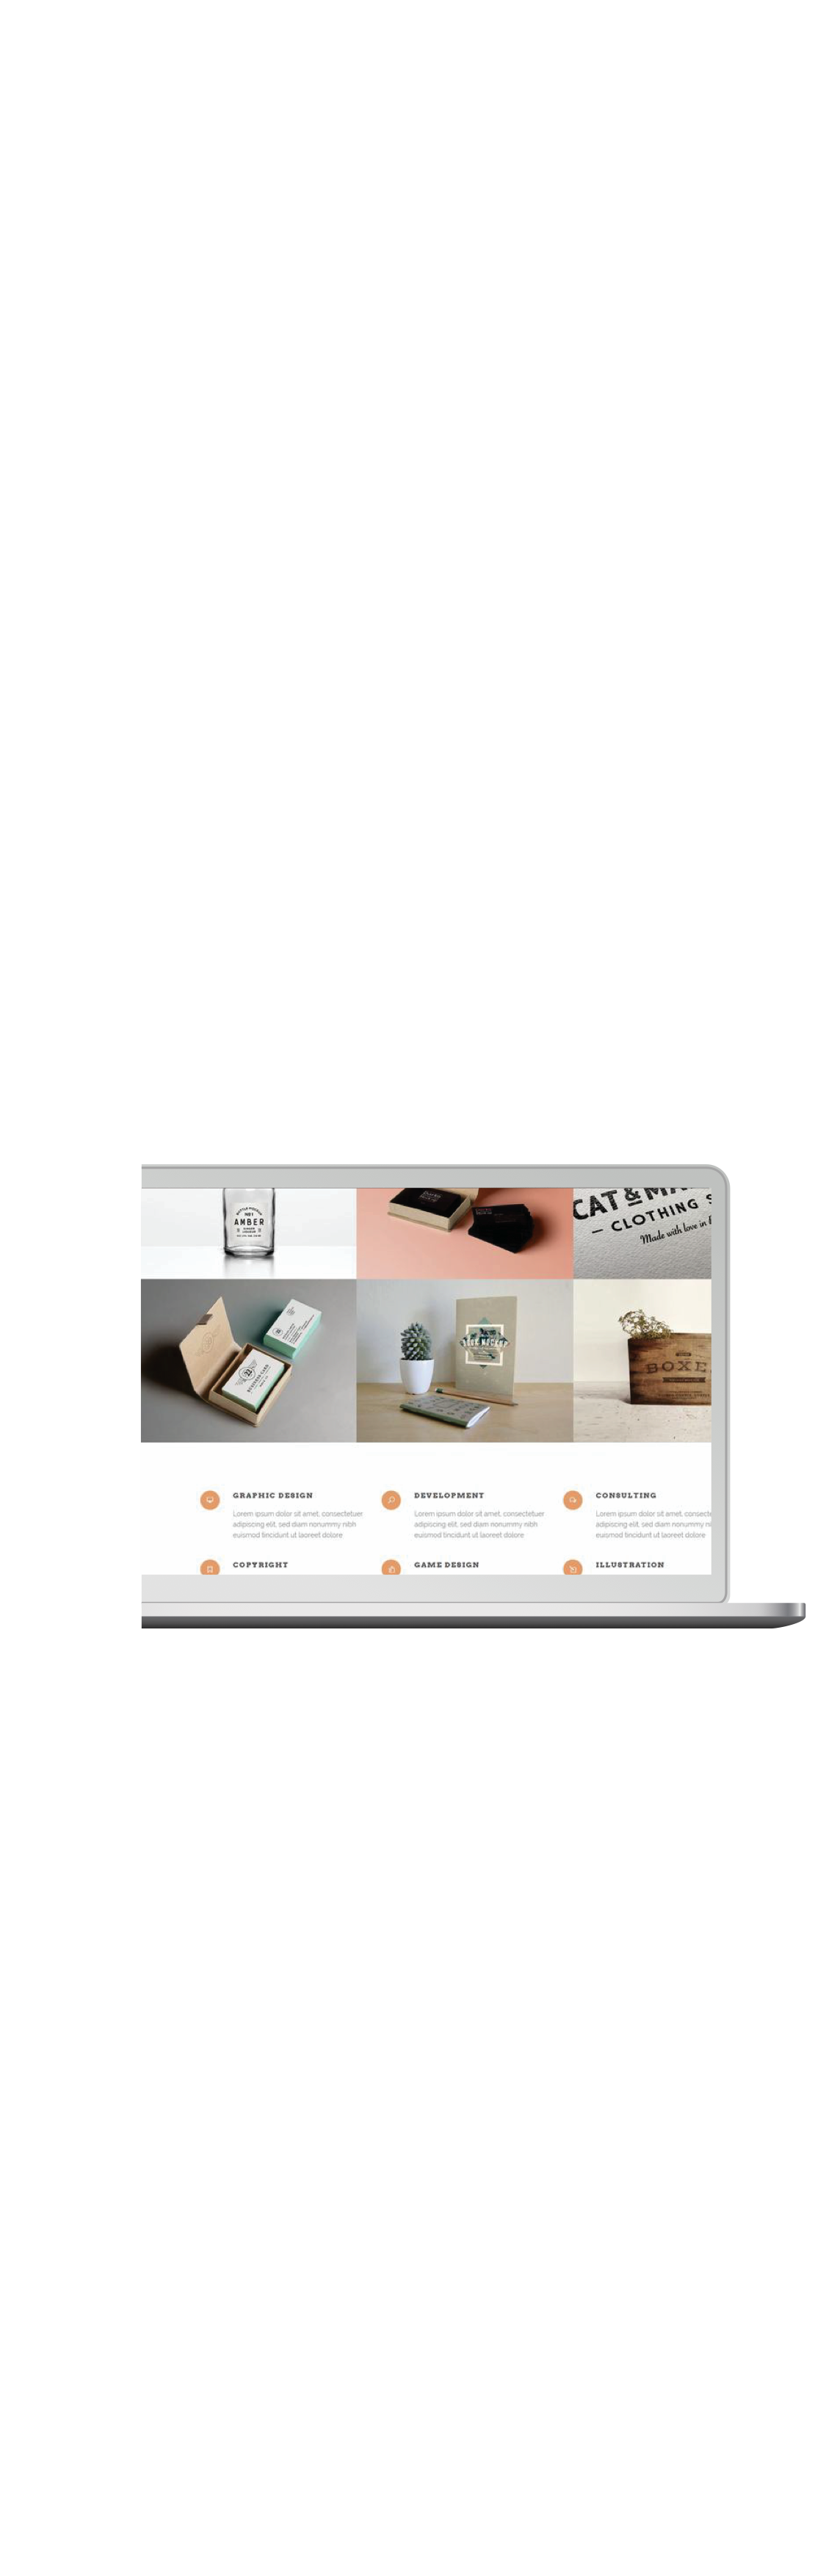 Nº1
AMBER
CAT & MA
— CLOTHING S
Made with love in
BUSINESS CARD
BOXE
GRAPHIC DESIGN
Lorem ipsum dolor sit amet, consectetuer
adipiscing elit, sed diam nonummy nibh
euismod tincidunt ut laoreet dolore
DEVELOPMENT
Lorem ipsum dolor sit amet, consectetuer
adipiscing elit, sed diam nonummy nibh
euismod tincidunt ut laoreet dolore
CONSULTING
Lorem ipsum dolor sit amet, consecte
adipiscing elit, sed diam nonummy ni
euismod tincidunt ut laoreet dolore
COPYRIGHT
GAME DESIGN
ILLUSTRATION